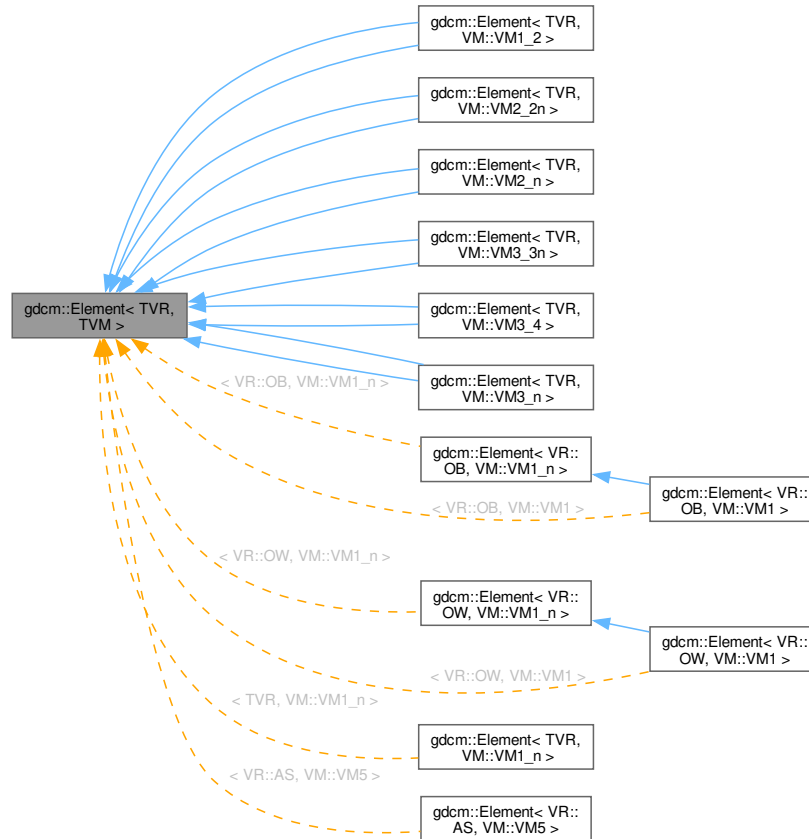 gdcm::Element< TVR,
VM::VM1_2 >
gdcm::Element< TVR,
VM::VM2_2n >
gdcm::Element< TVR,
VM::VM2_n >
gdcm::Element< TVR,
VM::VM3_3n >
gdcm::Element< TVR,
TVM >
gdcm::Element< TVR,
VM::VM3_4 >
gdcm::Element< TVR,
VM::VM3_n >
< VR::OB, VM::VM1_n >
gdcm::Element< VR::
OB, VM::VM1_n >
gdcm::Element< VR::
OB, VM::VM1 >
< VR::OB, VM::VM1 >
< VR::OW, VM::VM1_n >
gdcm::Element< VR::
OW, VM::VM1_n >
gdcm::Element< VR::
OW, VM::VM1 >
< VR::OW, VM::VM1 >
< TVR, VM::VM1_n >
gdcm::Element< TVR,
VM::VM1_n >
< VR::AS, VM::VM5 >
gdcm::Element< VR::
AS, VM::VM5 >